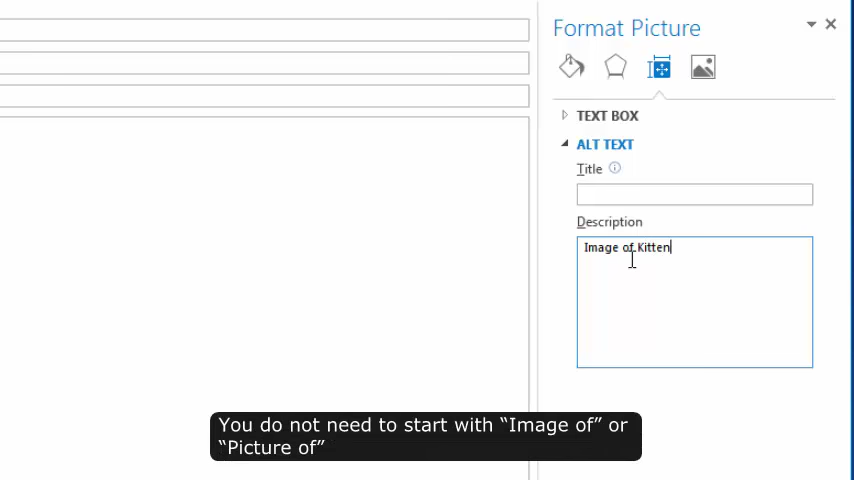 Format Picture
TEXT BOX
ALT TEXT
Title
Description
Image of Kitten
You do not need to start with “Image of” or
“Picture of”